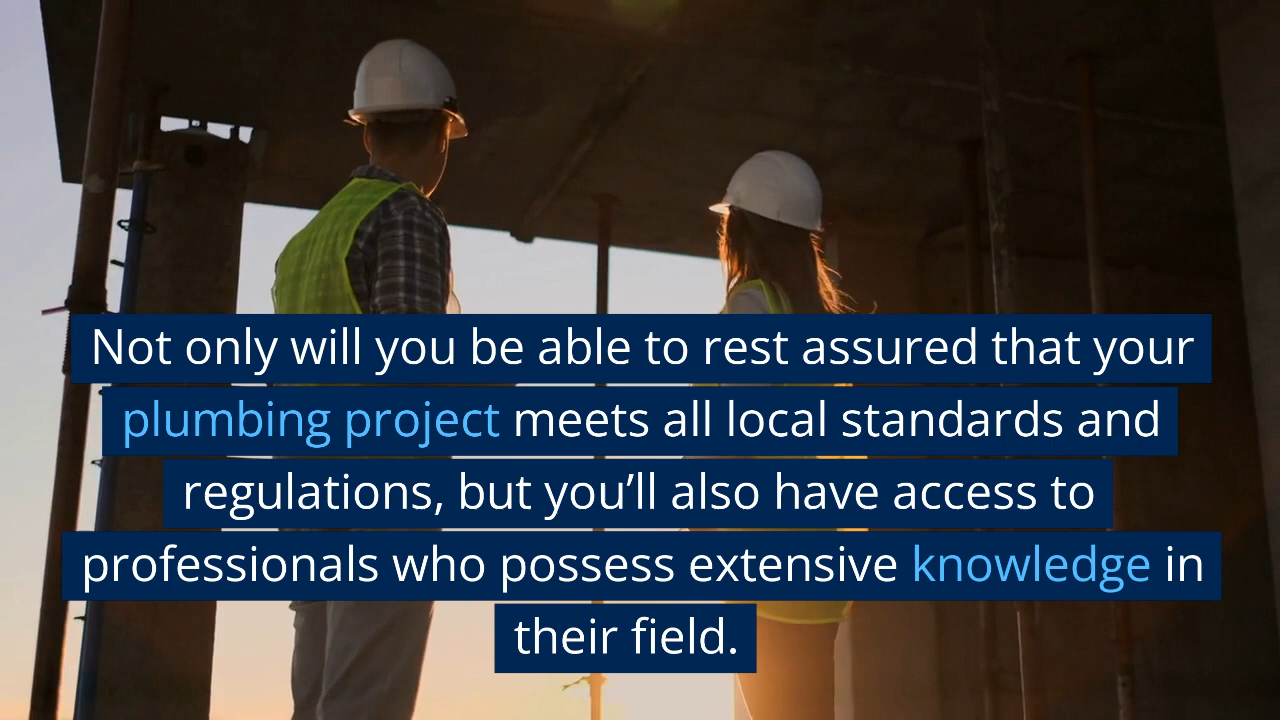 Not only will you be able to rest assured that your
plumbing project meets all local standards and
regulations, but you’ll also have access to
professionals who possess extensive knowledge in
their field.